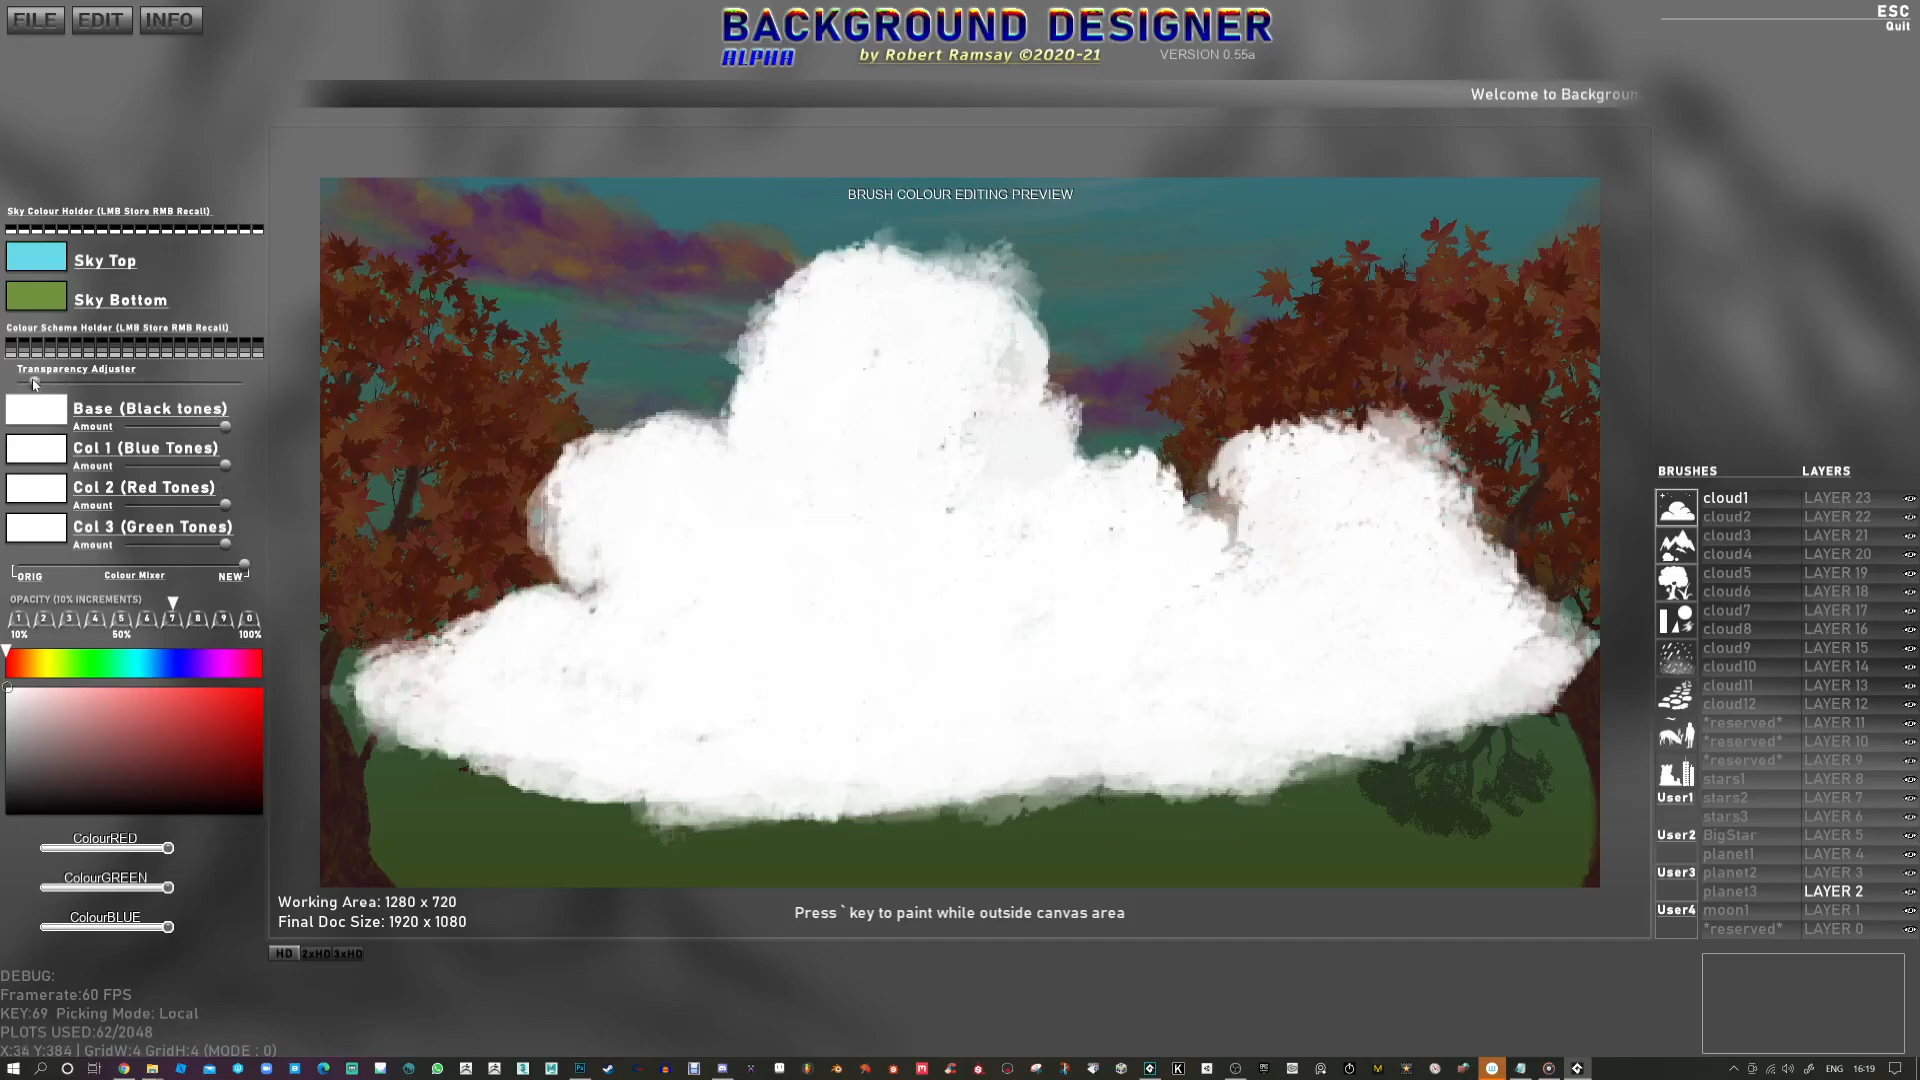 FILE EDIT INFO
BACKGROUND DESIGNER
ALPHA by Robert Ramsay ©2020-21 VERSION 0.55a
ESC
Quit
Welcome to Backgroun
BRUSH COLOUR EDITING PREVIEW
Sky Colour Holder (LMB Store RMB Recall)
Sky Top
Sky Bottom
Colour Scheme Holder (LMB Store RMB Recall)
Transparency Adjuster
Base (Black tones)
Amount
Col 1 (Blue Tones)
Amount
Col 2 (Red Tones)
Amount
Col 3 (Green Tones)
Amount
ORIG Colour Mixer NEW
OPACITY (10% INCREMENTS)
1 2 3 4 5 6 7 8 9 0
10% 50% 100%
ColourRED
ColourGREEN
ColourBLUE
Working Area: 1280 x 720
Final Doc Size: 1920 x 1080
Press ` key to paint while outside canvas area
HD 2xHD 3xHD
BRUSHES LAYERS
cloud1 LAYER 23
cloud2 LAYER 22
cloud3 LAYER 21
cloud4 LAYER 20
cloud5 LAYER 19
cloud6 LAYER 18
cloud7 LAYER 17
cloud8 LAYER 16
cloud9 LAYER 15
cloud10 LAYER 14
cloud11 LAYER 13
cloud12 LAYER 12
*reserved* LAYER 11
*reserved* LAYER 10
*reserved* LAYER 9
stars1 LAYER 8
User1 stars2 LAYER 7
stars3 LAYER 6
User2 BigStar LAYER 5
planet1 LAYER 4
User3 planet2 LAYER 3
planet3 LAYER 2
User4 moon1 LAYER 1
*reserved* LAYER 0
DEBUG:
Framerate:60 FPS
KEY:69 Picking Mode: Local
PLOTS USED:62/2048
X:34 Y:384 | GridW:4 GridH:4 (MODE : 0)
ENG 16:19